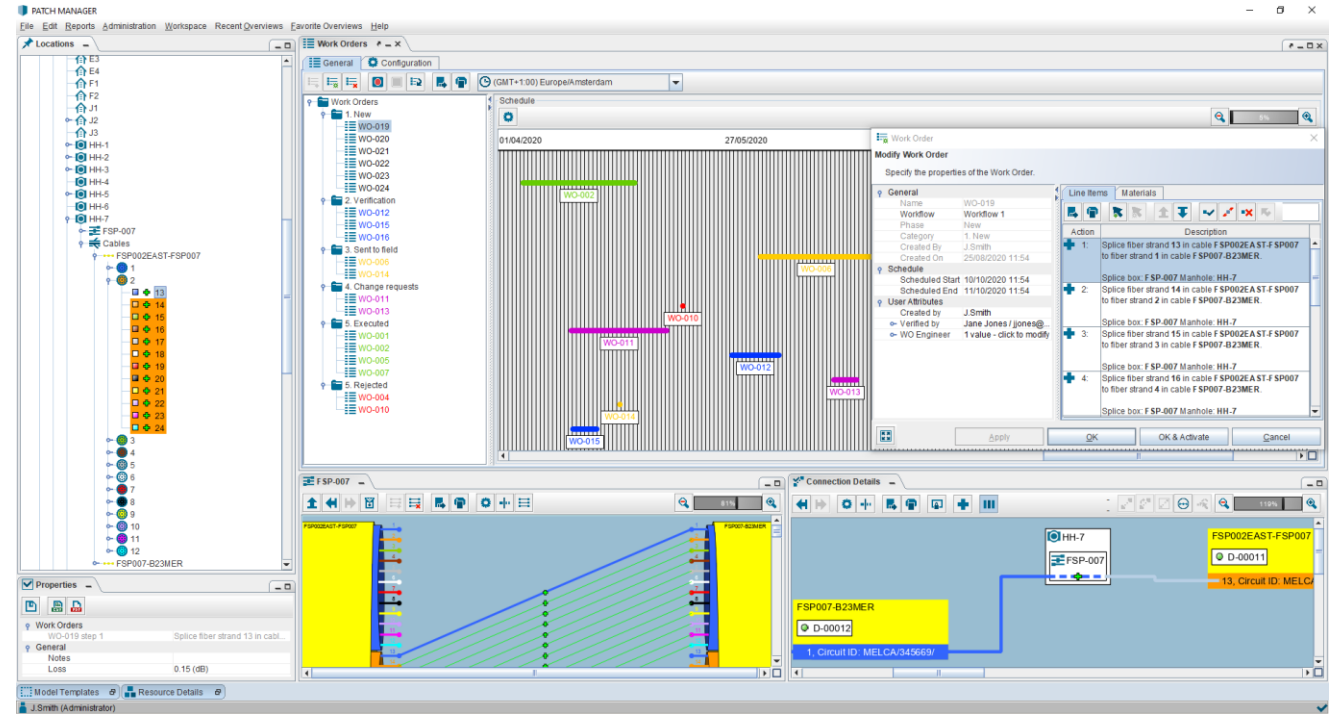 PATCH MANAGER
File Edit Reports Administration Workspace Recent Overviews Favorite Overviews Help
Locations
E3
E4
F1
F2
J1
J2
J3
HH-1
HH-2
HH-3
HH-4
HH-5
HH-6
HH-7
FSP-007
Cables
FSP002EAST-FSP007
1
2
13
14
15
16
17
18
19
20
21
22
23
24
3
4
5
6
7
8
9
10
11
12
FSP007-B23MER
Properties
Work Orders
WO-019 step 1 Splice fiber strand 13 in cabl...
General
Notes
Loss 0.15 (dB)
Work Orders
General Configuration
(GMT+1:00) Europe/Amsterdam
Work Orders
1. New
WO-019
WO-020
WO-021
WO-022
WO-023
WO-024
2. Verification
WO-012
WO-015
WO-016
3. Sent to field
WO-006
WO-014
4. Change requests
WO-011
WO-013
5. Executed
WO-001
WO-002
WO-005
WO-007
5. Rejected
WO-004
WO-010
Schedule
01/04/2020 27/05/2020
WO-002
WO-006
WO-010
WO-011
WO-012
WO-013
WO-014
WO-015
Work Order
Modify Work Order
Specify the properties of the Work Order.
General
Name WO-019
Workflow Workflow 1
Phase New
Category 1. New
Created By J.Smith
Created On 25/08/2020 11:54
Schedule
Scheduled Start 10/10/2020 11:54
Scheduled End 11/10/2020 11:54
User Attributes
Created by J.Smith
Verified by Jane Jones / jjones@...
WO Engineer 1 value - click to modify
Line Items Materials
Action Description
1: Splice fiber strand 13 in cable FSP002EAST-FSP007
to fiber strand 1 in cable FSP007-B23MER.
Splice box: FSP-007 Manhole: HH-7
2: Splice fiber strand 14 in cable FSP002EAST-FSP007
to fiber strand 2 in cable FSP007-B23MER.
Splice box: FSP-007 Manhole: HH-7
3: Splice fiber strand 15 in cable FSP002EAST-FSP007
to fiber strand 3 in cable FSP007-B23MER.
Splice box: FSP-007 Manhole: HH-7
4: Splice fiber strand 16 in cable FSP002EAST-FSP007
to fiber strand 4 in cable FSP007-B23MER.
Splice box: FSP-007 Manhole: HH-7
Apply OK OK & Activate Cancel
FSP-007
81%
FSP002EAST-FSP007 FSP007-B23MER
Connection Details
119%
HH-7
FSP-007
FSP002EAST-FSP007
D-00011
13, Circuit ID: MELCA
FSP007-B23MER
D-00012
1, Circuit ID: MELCA/345669/
Model Templates Resource Details
J.Smith (Administrator)